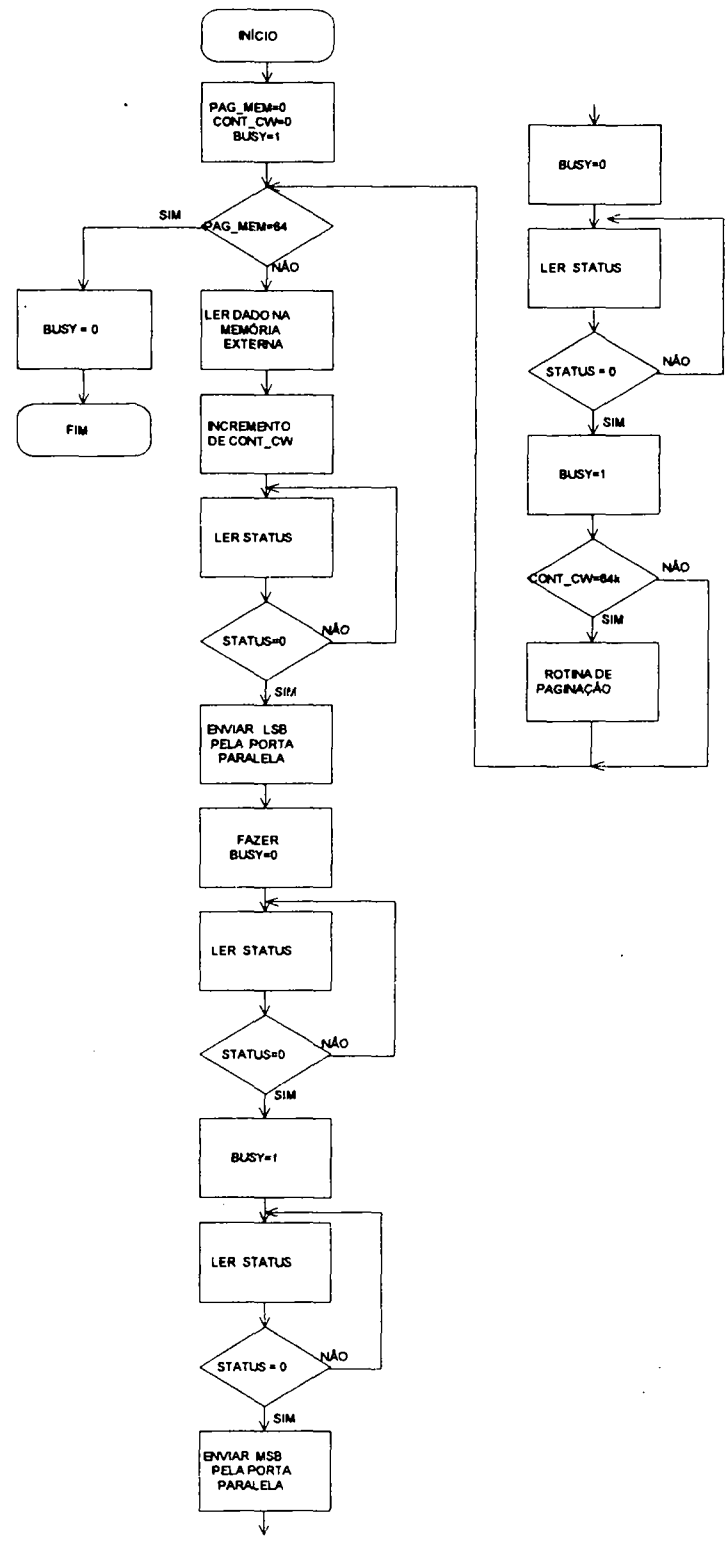 INÍCIO
PAG_MEM=0
CONT_CW=0
BUSY=1
PAG_MEM=64
SIM
NÃO
BUSY = 0
FIM
LER DADO NA
MEMÓRIA
EXTERNA
INCREMENTO
DE CONT_CW
LER STATUS
STATUS=0
NÃO
SIM
ENVIAR LSB
PELA PORTA
PARALELA
FAZER
BUSY=0
LER STATUS
STATUS=0
NÃO
SIM
BUSY=1
LER STATUS
STATUS = 0
NÃO
SIM
ENVIAR MSB
PELA PORTA
PARALELA
BUSY=0
LER STATUS
STATUS = 0
NÃO
SIM
BUSY=1
CONT_CW=64k
NÃO
SIM
ROTINA DE
PAGINAÇÃO